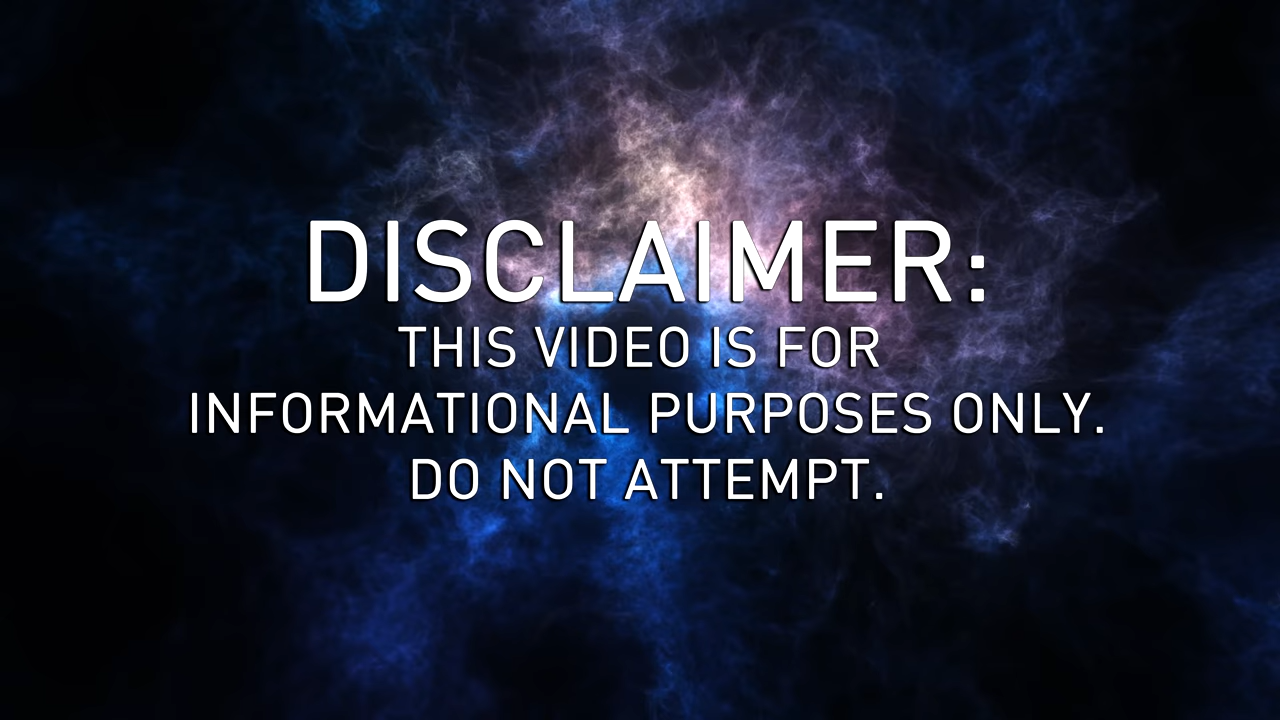 DISCLAIMER:
THIS VIDEO IS FOR
INFORMATIONAL PURPOSES ONLY.
DO NOT ATTEMPT.